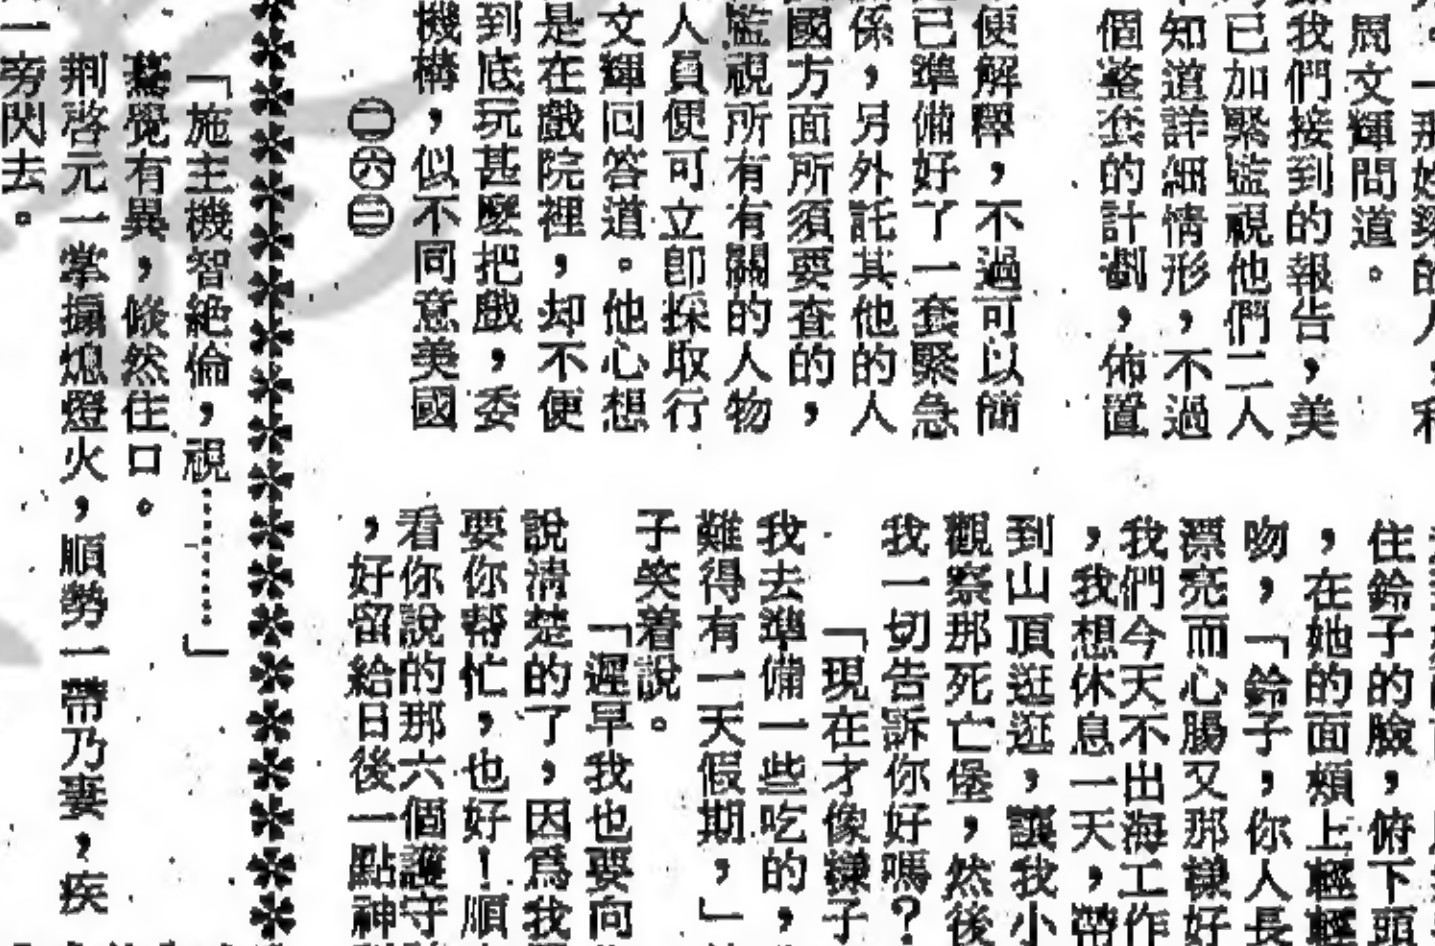 周文輝問道。
我們接到的報告，美
已加緊監視他們二人
知道詳細情形，不過
個整套的計劃，佈置
便解釋，不過可以簡
已準備好了一套緊急
係，另外託其他的人
國方面所須要查的，
監視所有有關的人物
人員便可立卽採取行
文輝回答道。他心想
是在戲院裡，却不便
到底玩甚麼把戲，委
機構，似不同意美國
㊁㊅㊂
住鈴子的臉，俯下頭
，在她的面頰上輕輕
吻，「鈴子，你人長
漂亮而心腸又那樣好
我們今天不出海工作
，我想休息一天，帶
到山頂逛逛，讓我小
觀察那死亡堡，然後
我一切告訴你好嗎？
「現在才像樣子
我去準備一些吃的，
難得有一天假期，」
子笑着說。
「遲早我也要向
說淸楚的了，因爲我
要你幫忙，也好！順
看你說的那六個護守
，好留給日後一點神
「施主機智絶倫，視………」
驀覺有異，倐然住口。
荆啓元一掌搧熄燈火，順勢一帶乃妻，疾
一旁閃去。